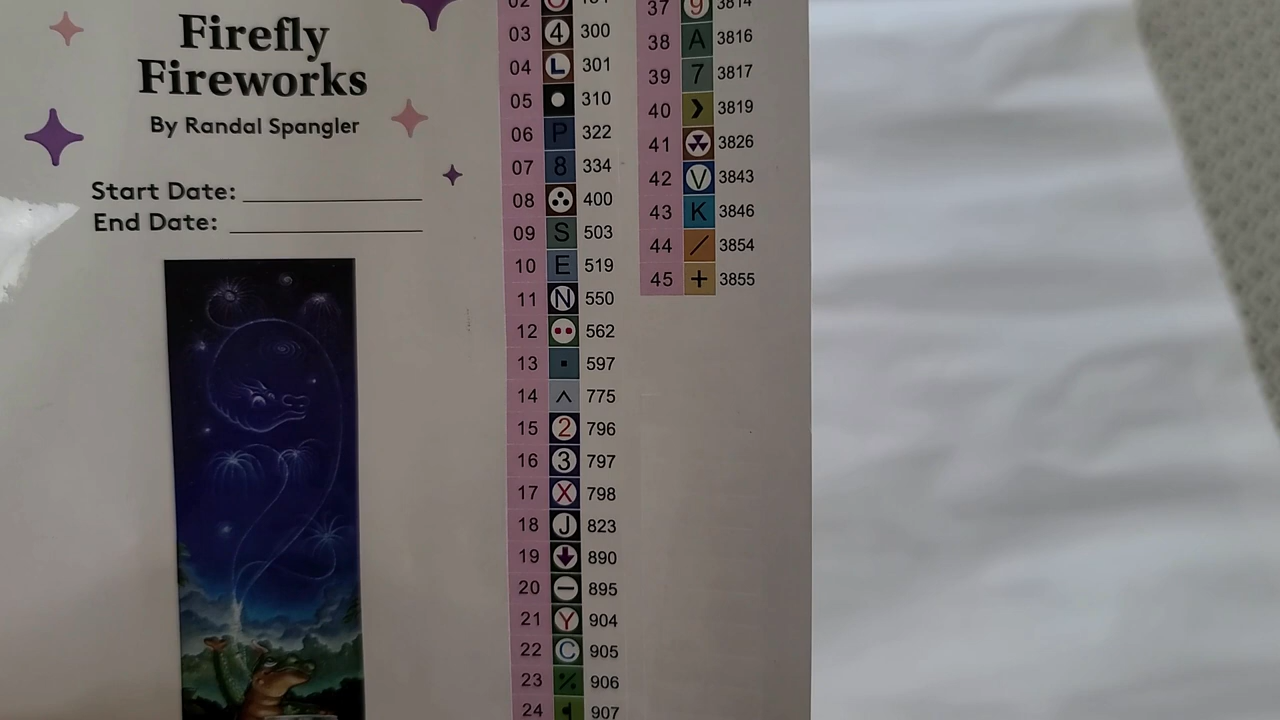 Firefly
Fireworks
By Randal Spangler
Start Date:
End Date:
02
03 4 300
04 L 301
05 310
06 P 322
07 8 334
08 400
09 S 503
10 E 519
11 N 550
12 562
13 597
14 ^ 775
15 2 796
16 3 797
17 X 798
18 J 823
19 890
20 – 895
21 Y 904
22 C 905
23 ٪ 906
24 907
37 9 3814
38 A 3816
39 7 3817
40 ❯ 3819
41 3826
42 V 3843
43 K 3846
44 / 3854
45 + 3855